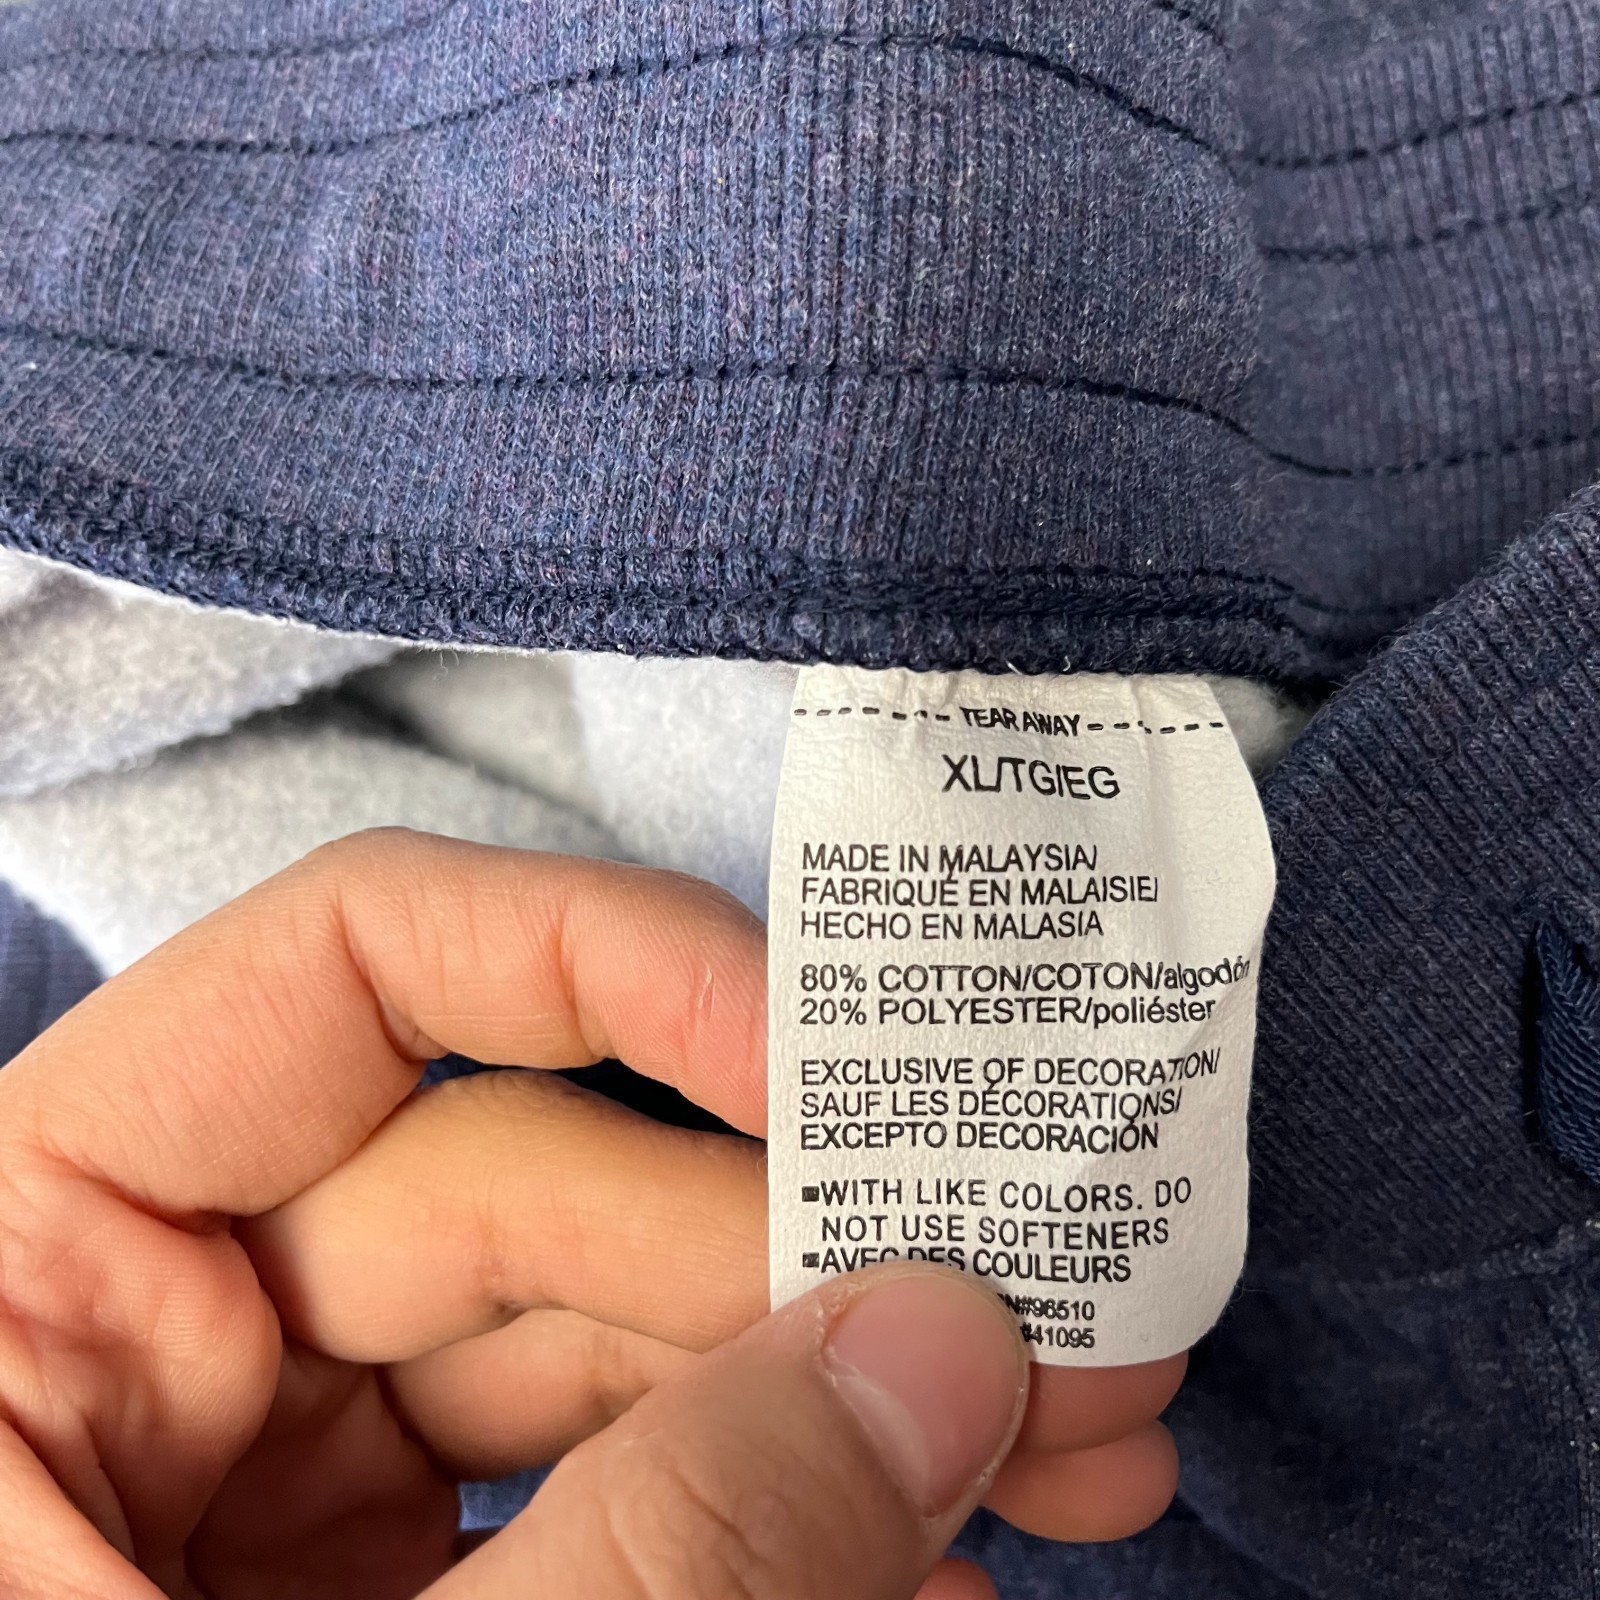 TEAR AWAY
XL/TG/EG
MADE IN MALAYSIA/
FABRIQUÉ EN MALAISIE/
HECHO EN MALASIA
80% COTTON/COTON/algodón
20% POLYESTER/poliéster
EXCLUSIVE OF DECORATION/
SAUF LES DÉCORATIONS/
EXCEPTO DECORACIÓN
WITH LIKE COLORS. DO
NOT USE SOFTENERS
AVEC DES COULEURS
#96510
#41095